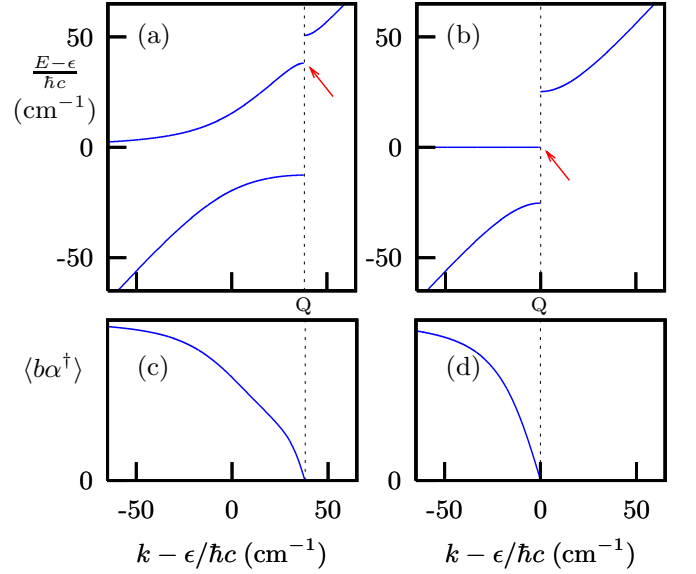 (a)
(b)
50
0
-50
50
0
-50
E−ϵ
ħc
(cm⁻¹)
Q
Q
⟨bα†⟩
(c)
(d)
0
0
-50
0
50
-50
0
50
k − ϵ/ħc (cm⁻¹)
k − ϵ/ħc (cm⁻¹)